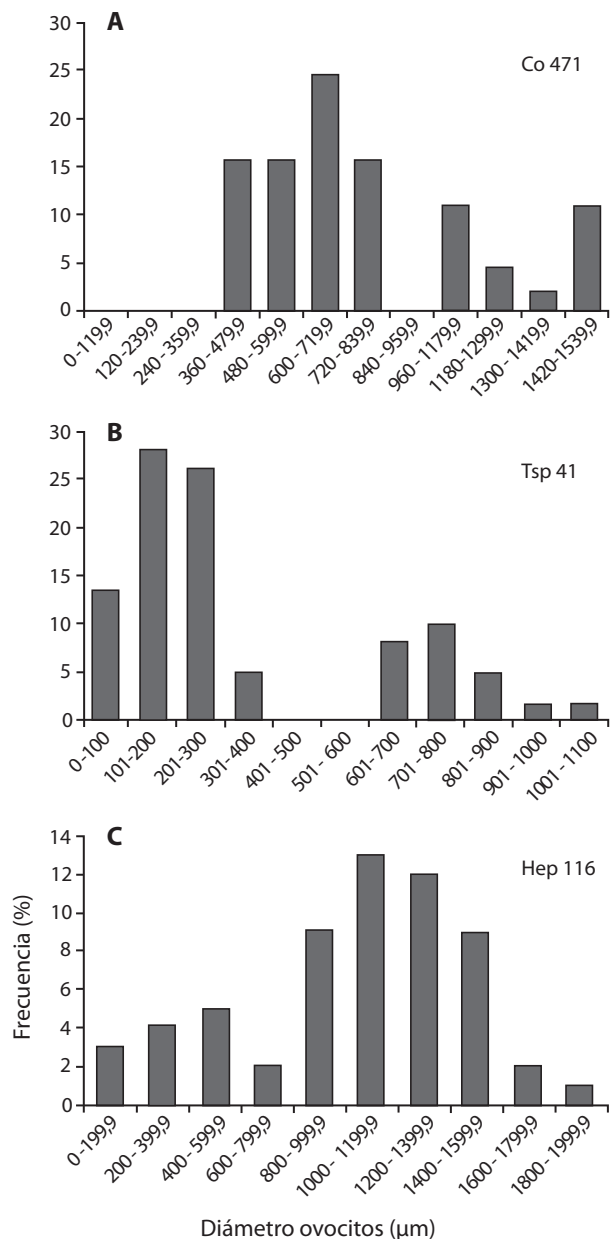 A
Co 471
30
25
20
15
10
5
0
0-119,9
120-239,9
240 - 359,9
360 - 479,9
480 - 599,9
600 - 719,9
720 - 839,9
840 - 959,9
960 - 1179,9
1180-1299,9
1300 - 1419,9
1420-1539,9
B
Tsp 41
30
25
20
15
10
5
0
0-100
101-200
201-300
301-400
401-500
501 - 600
601-700
701 - 800
801 - 900
901 - 1000
1001 - 1100
C
Hep 116
Frecuencia (%)
14
12
10
8
6
4
2
0
0-199,9
200 - 399,9
400 - 599,9
600 - 799,9
800 - 999,9
1000 - 1199,9
1200 - 1399,9
1400 - 1599,9
1600 - 1799,9
1800 - 1999,9
Diámetro ovocitos (µm)